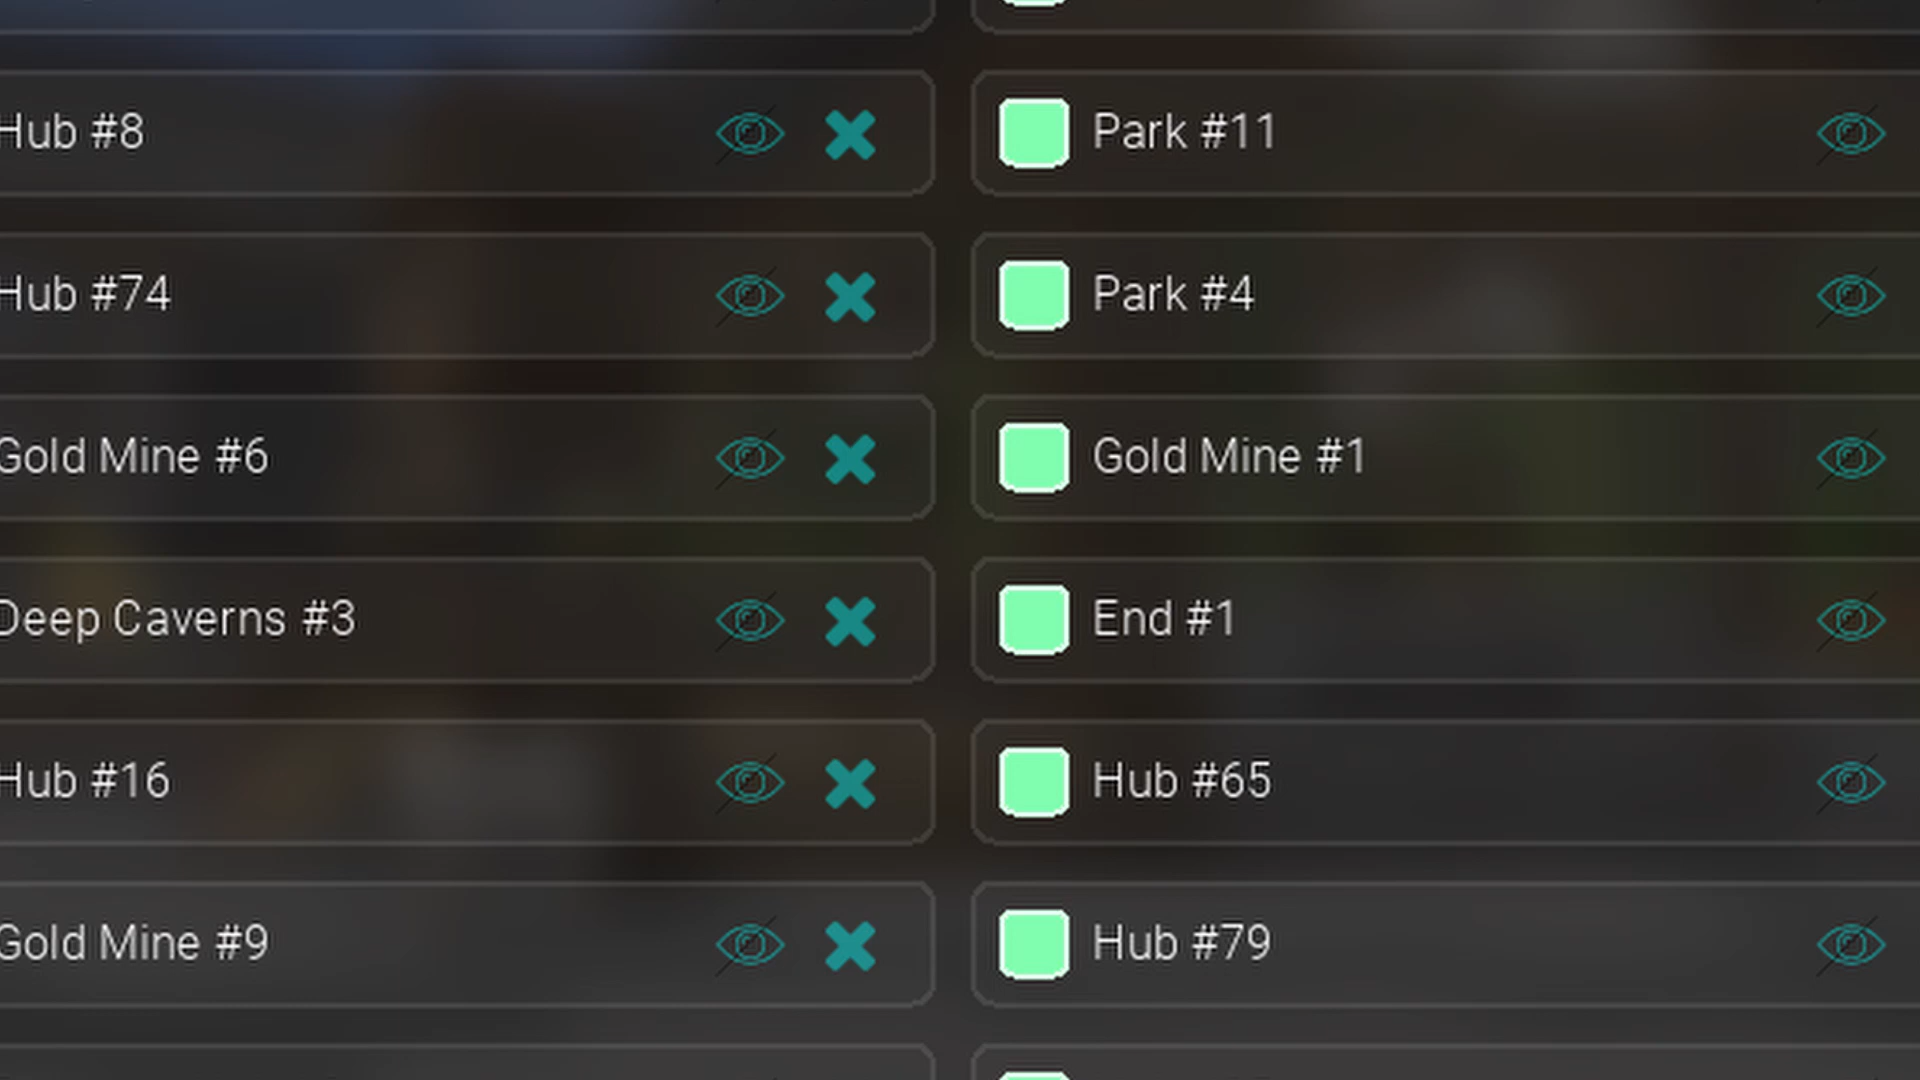 Hub #8
Park #11
Hub #74
Park #4
Gold Mine #6
Gold Mine #1
Deep Caverns #3
End #1
Hub #16
Hub #65
Gold Mine #9
Hub #79